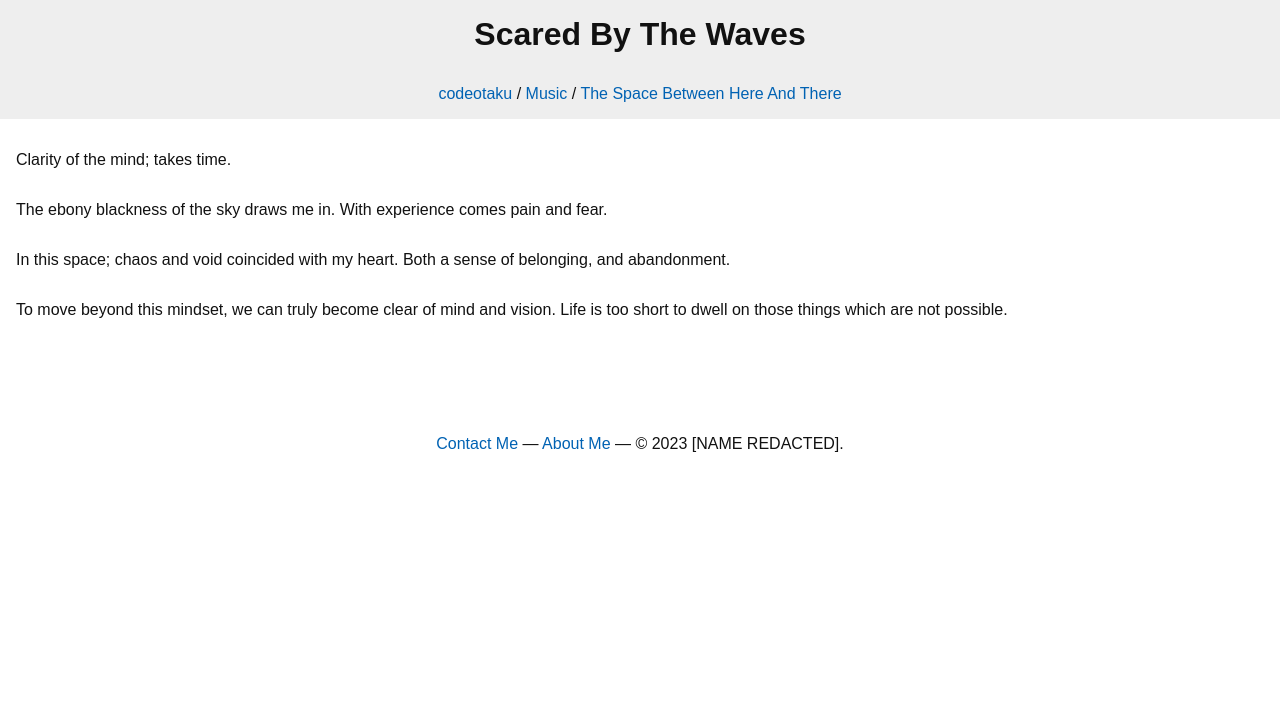 Scared By The Waves
codeotaku / Music / The Space Between Here And There
Clarity of the mind; takes time.
The ebony blackness of the sky draws me in. With experience comes pain and fear.
In this space; chaos and void coincided with my heart. Both a sense of belonging, and abandonment.
To move beyond this mindset, we can truly become clear of mind and vision. Life is too short to dwell on those things which are not possible.
Contact Me — About Me — © 2023 [NAME REDACTED].